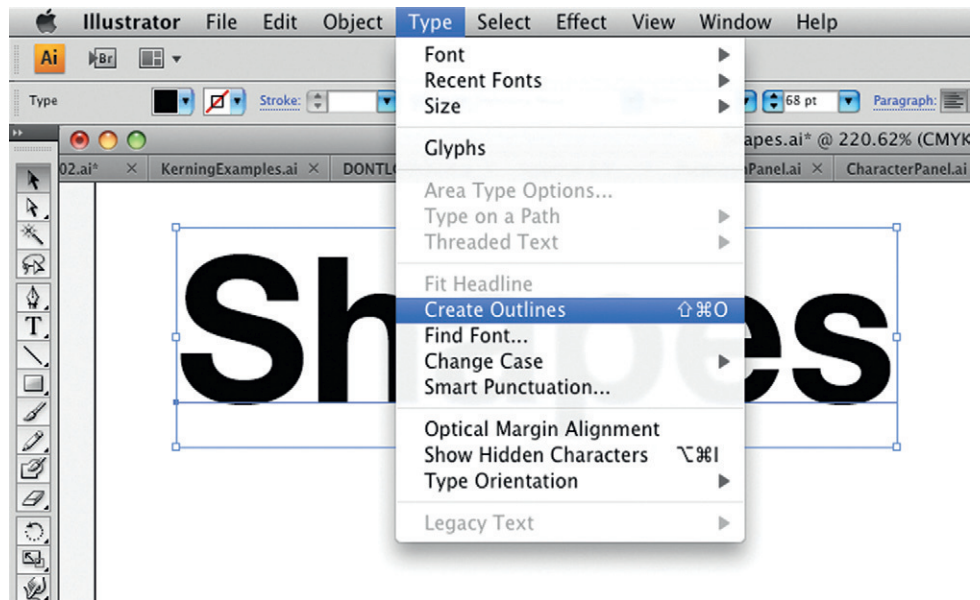 Illustrator File Edit Object Type Select Effect View Window Help
Ai Br
Type Stroke: 68 pt Paragraph:
apes.ai* @ 220.62% (CMYK
02.ai* × KerningExamples.ai × DONTL Panel.ai × CharacterPanel.ai
Font
Recent Fonts
Size
Glyphs
Area Type Options...
Type on a Path
Threaded Text
Fit Headline
Create Outlines ⇧⌘O
Find Font...
Change Case
Smart Punctuation...
Optical Margin Alignment
Show Hidden Characters ⌥⌘I
Type Orientation
Legacy Text
Shapes
T